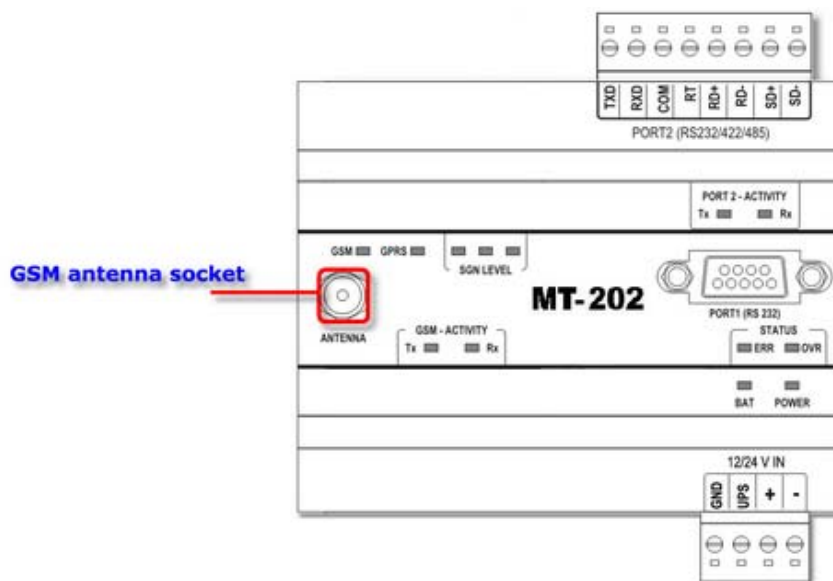 TXD RXD COM RT RD+ RD- SD+ SD-
PORT2 (RS232/422/485)
PORT 2 - ACTIVITY
Tx Rx
GSM GPRS
SGN LEVEL
GSM antenna socket
MT-202
ANTENNA
PORT1 (RS 232)
GSM - ACTIVITY
Tx Rx
STATUS
ERR OVR
BAT POWER
12/24 V IN
GND UPS + -